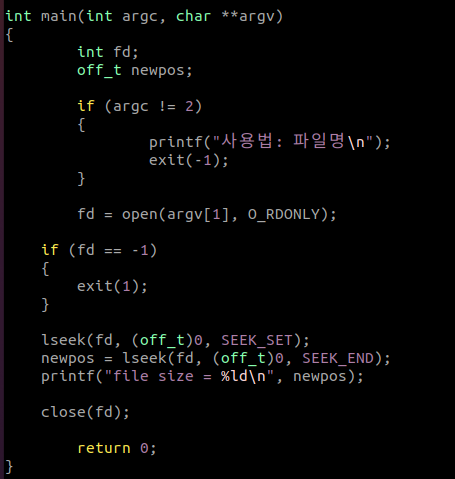 int main(int argc, char **argv)
{
        int fd;
        off_t newpos;

        if (argc != 2)
        {
                printf("사용법: 파일명\n");
                exit(-1);
        }

        fd = open(argv[1], O_RDONLY);

    if (fd == -1)
    {
        exit(1);
    }

    lseek(fd, (off_t)0, SEEK_SET);
    newpos = lseek(fd, (off_t)0, SEEK_END);
    printf("file size = %ld\n", newpos);

    close(fd);

        return 0;
}